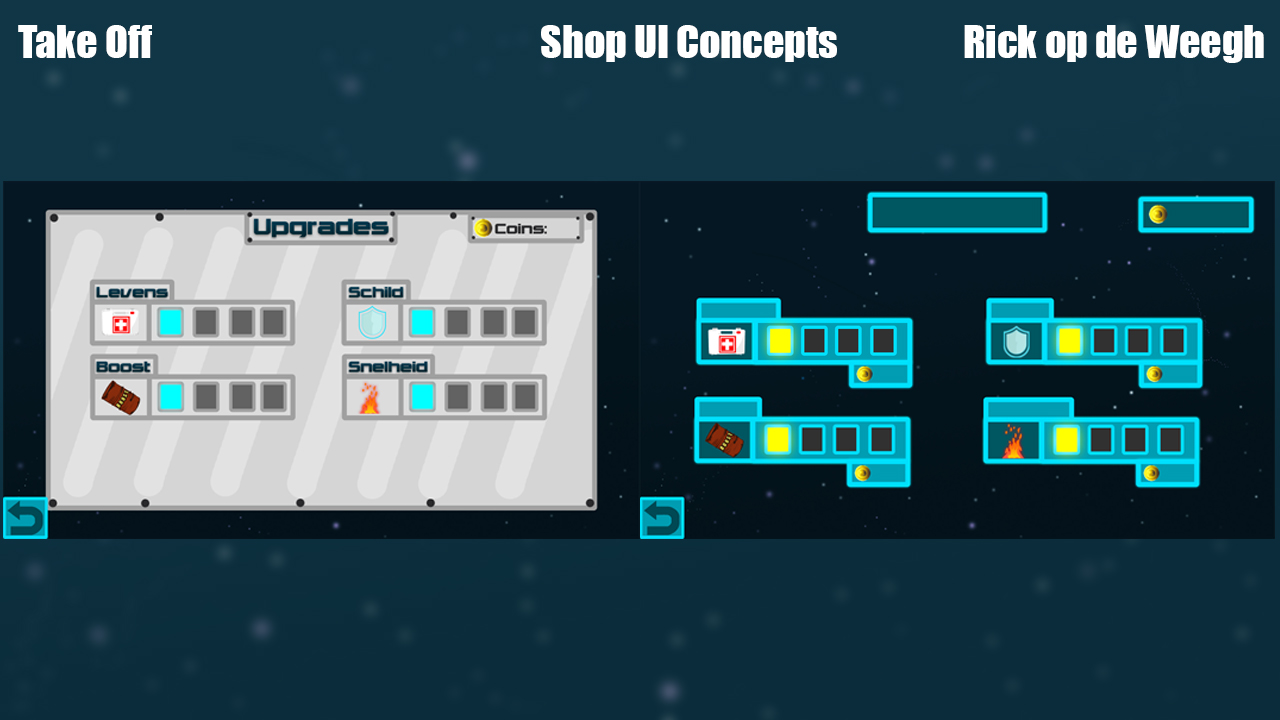 Take Off
Shop UI Concepts
Rick op de Weegh
Upgrades
Coins:
Levens
Schild
Boost
Snelheid